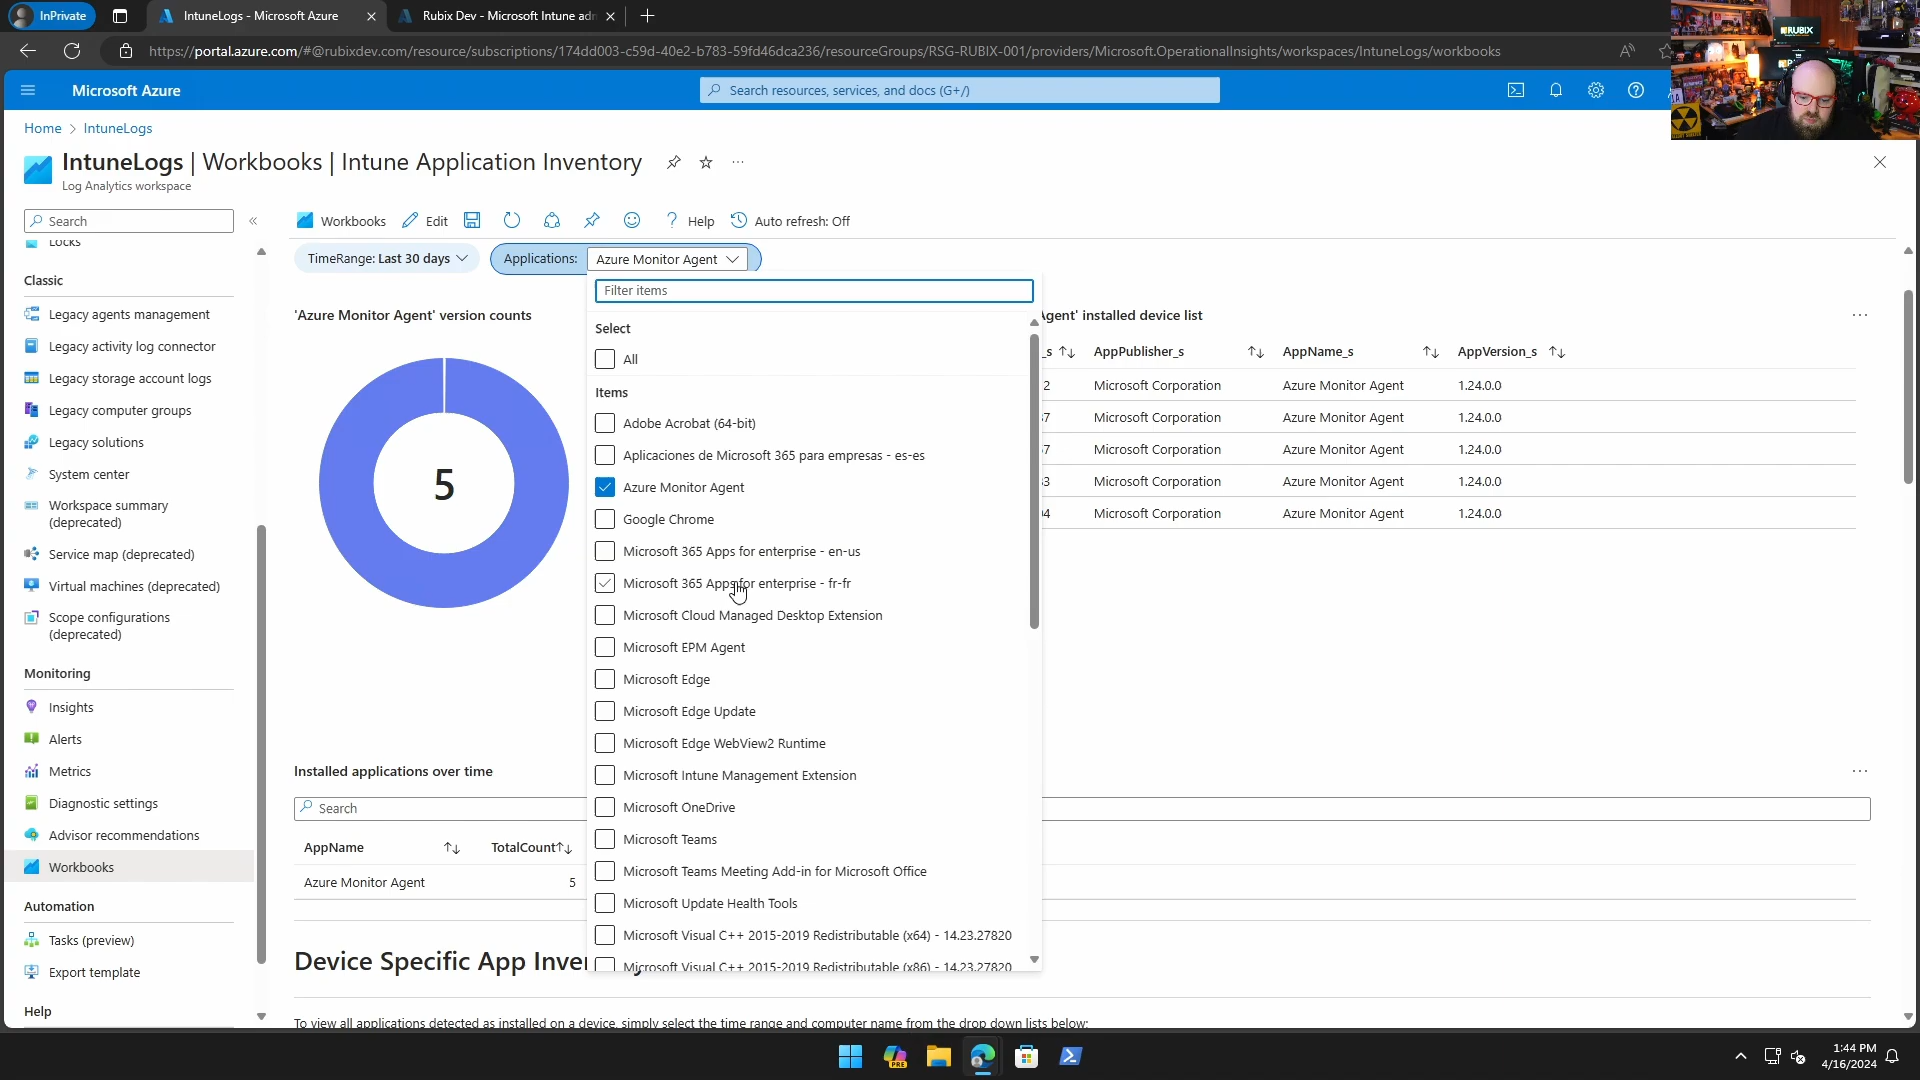 InPrivate
IntuneLogs - Microsoft Azure
Rubix Dev - Microsoft Intune adm
https://portal.azure.com/#@rubixdev.com/resource/subscriptions/174dd003-c59d-40e2-b783-59fd46dca236/resourceGroups/RSG-RUBIX-001/providers/Microsoft.OperationalInsights/workspaces/IntuneLogs/workbooks
RUBIX
Microsoft Azure
Search resources, services, and docs (G+/)
Home > IntuneLogs
IntuneLogs | Workbooks | Intune Application Inventory
Log Analytics workspace
Search
Workbooks
Edit
Help
Auto refresh: Off
Locks
Classic
Legacy agents management
Legacy activity log connector
Legacy storage account logs
Legacy computer groups
Legacy solutions
System center
Workspace summary
(deprecated)
Service map (deprecated)
Virtual machines (deprecated)
Scope configurations
(deprecated)
Monitoring
Insights
Alerts
Metrics
Diagnostic settings
Advisor recommendations
Workbooks
Automation
Tasks (preview)
Export template
Help
TimeRange: Last 30 days
Applications: Azure Monitor Agent
Filter items
Select
All
Items
Adobe Acrobat (64-bit)
Aplicaciones de Microsoft 365 para empresas - es-es
Azure Monitor Agent
Google Chrome
Microsoft 365 Apps for enterprise - en-us
Microsoft 365 Apps for enterprise - fr-fr
Microsoft Cloud Managed Desktop Extension
Microsoft EPM Agent
Microsoft Edge
Microsoft Edge Update
Microsoft Edge WebView2 Runtime
Microsoft Intune Management Extension
Microsoft OneDrive
Microsoft Teams
Microsoft Teams Meeting Add-in for Microsoft Office
Microsoft Update Health Tools
Microsoft Visual C++ 2015-2019 Redistributable (x64) - 14.23.27820
Microsoft Visual C++ 2015-2019 Redistributable (x86) - 14.23.27820
'Azure Monitor Agent' version counts
5
Agent' installed device list
_s AppPublisher_s AppName_s AppVersion_s
2 Microsoft Corporation Azure Monitor Agent 1.24.0.0
7 Microsoft Corporation Azure Monitor Agent 1.24.0.0
7 Microsoft Corporation Azure Monitor Agent 1.24.0.0
3 Microsoft Corporation Azure Monitor Agent 1.24.0.0
4 Microsoft Corporation Azure Monitor Agent 1.24.0.0
Installed applications over time
Search
AppName TotalCount
Azure Monitor Agent 5
Device Specific App Inve
To view all applications detected as installed on a device, simply select the time range and computer name from the drop down lists below:
PRE
1:44 PM
4/16/2024